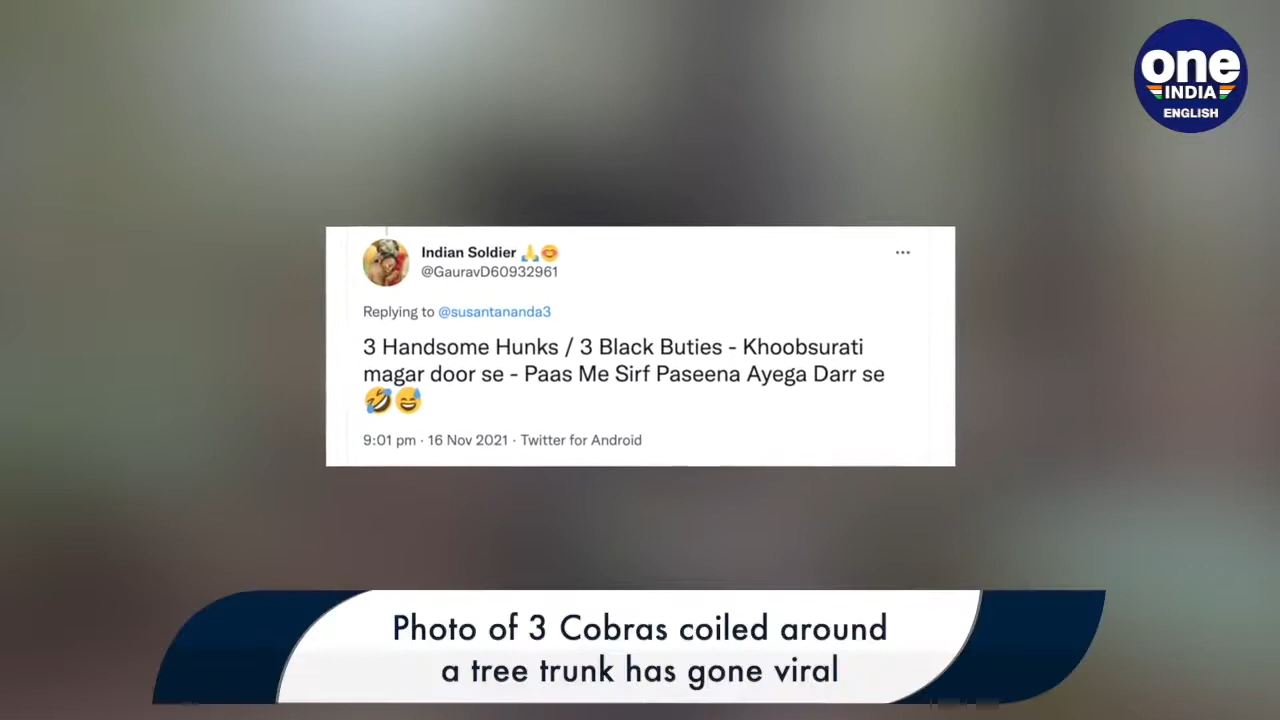 one
INDIA
ENGLISH
Indian Soldier 🙏😊
@GauravD60932961
Replying to @susantananda3
3 Handsome Hunks / 3 Black Buties - Khoobsurati
magar door se - Paas Me Sirf Paseena Ayega Darr se
🤣😅
9:01 pm · 16 Nov 2021 · Twitter for Android
Photo of 3 Cobras coiled around
a tree trunk has gone viral